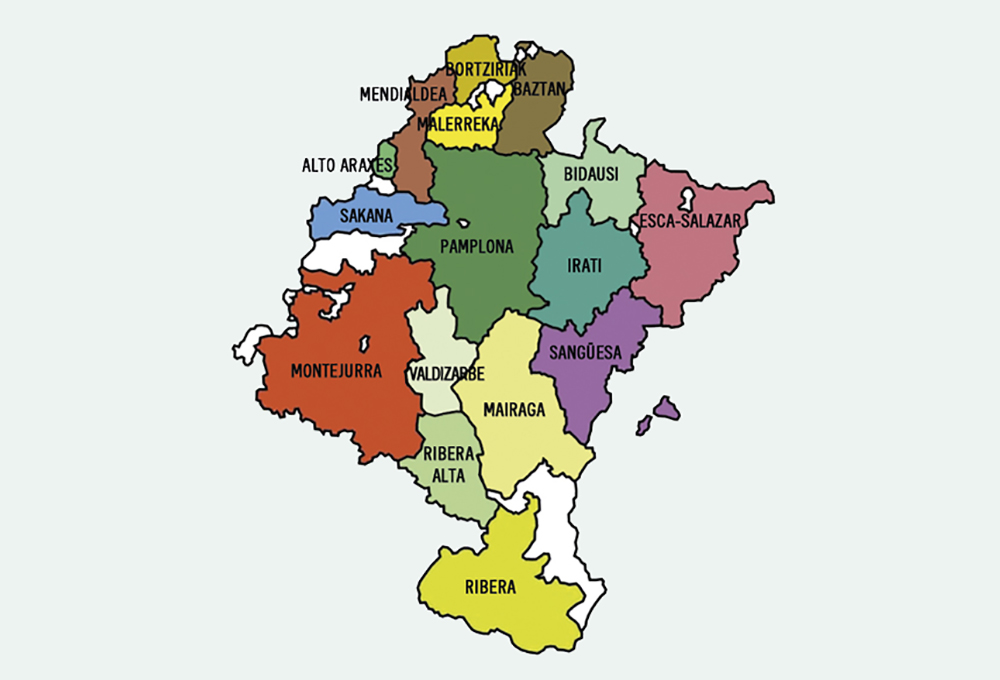 BORTZIRIAK
BAZTAN
MENDIALDEA
MALERREKA
ALTO ARAXES
BIDAUSI
SAKANA
ESCA-SALAZAR
PAMPLONA
IRATI
SANGÜESA
MONTEJURRA
VALDIZARBE
MAIRAGA
RIBERA
ALTA
RIBERA